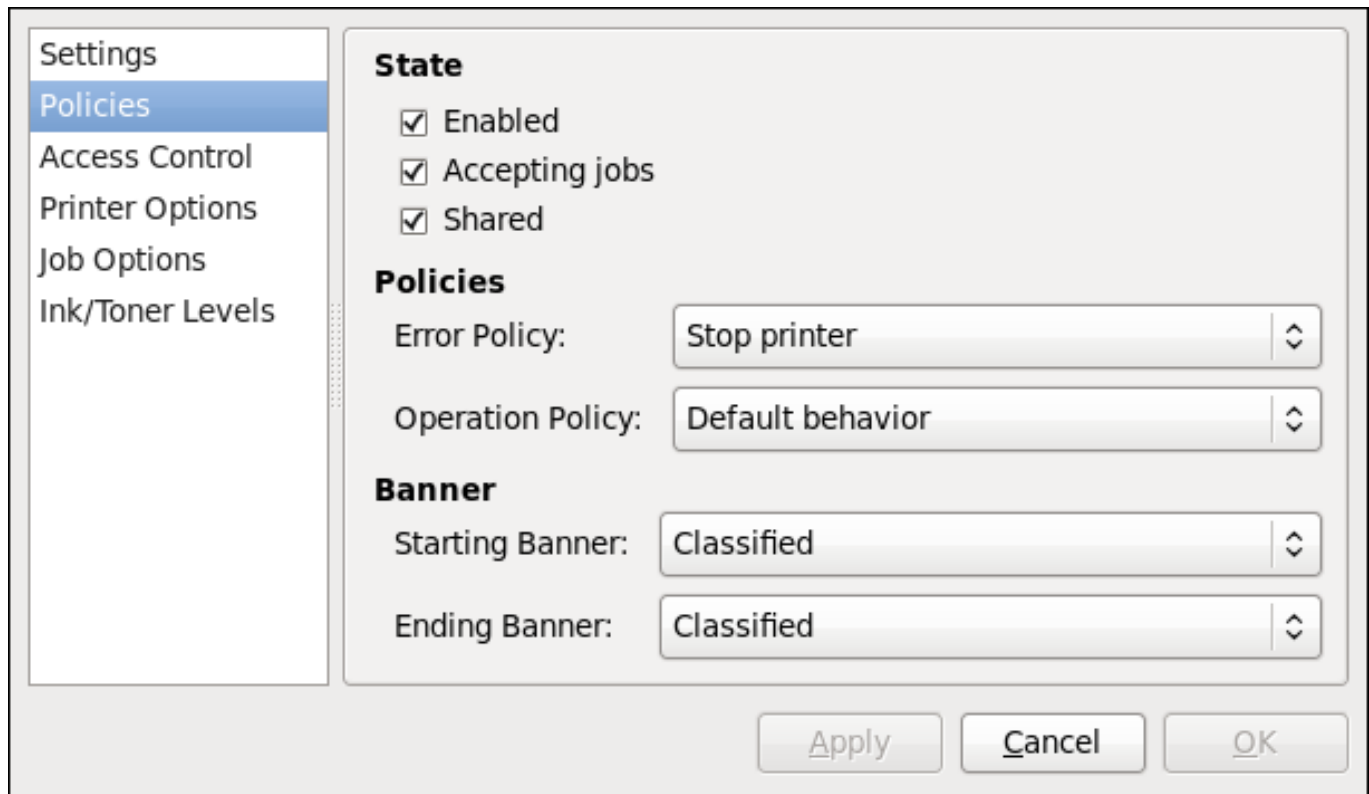 Settings
Policies
Access Control
Printer Options
Job Options
Ink/Toner Levels
State
Enabled
Accepting jobs
Shared
Policies
Error Policy: Stop printer
Operation Policy: Default behavior
Banner
Starting Banner: Classified
Ending Banner: Classified
Apply Cancel OK